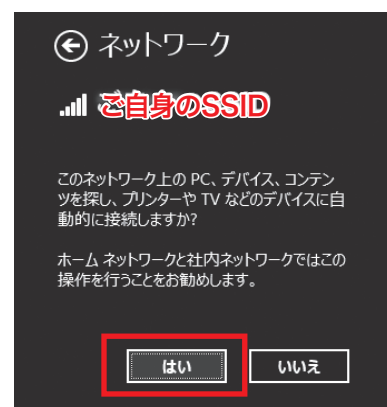 ネットワーク
ご自身のSSID
このネットワーク上の PC、デバイス、コンテン
ツを探し、プリンターや TV などのデバイスに自
動的に接続しますか?
ホーム ネットワークと社内ネットワークではこの
操作を行うことをお勧めします。
はい いいえ